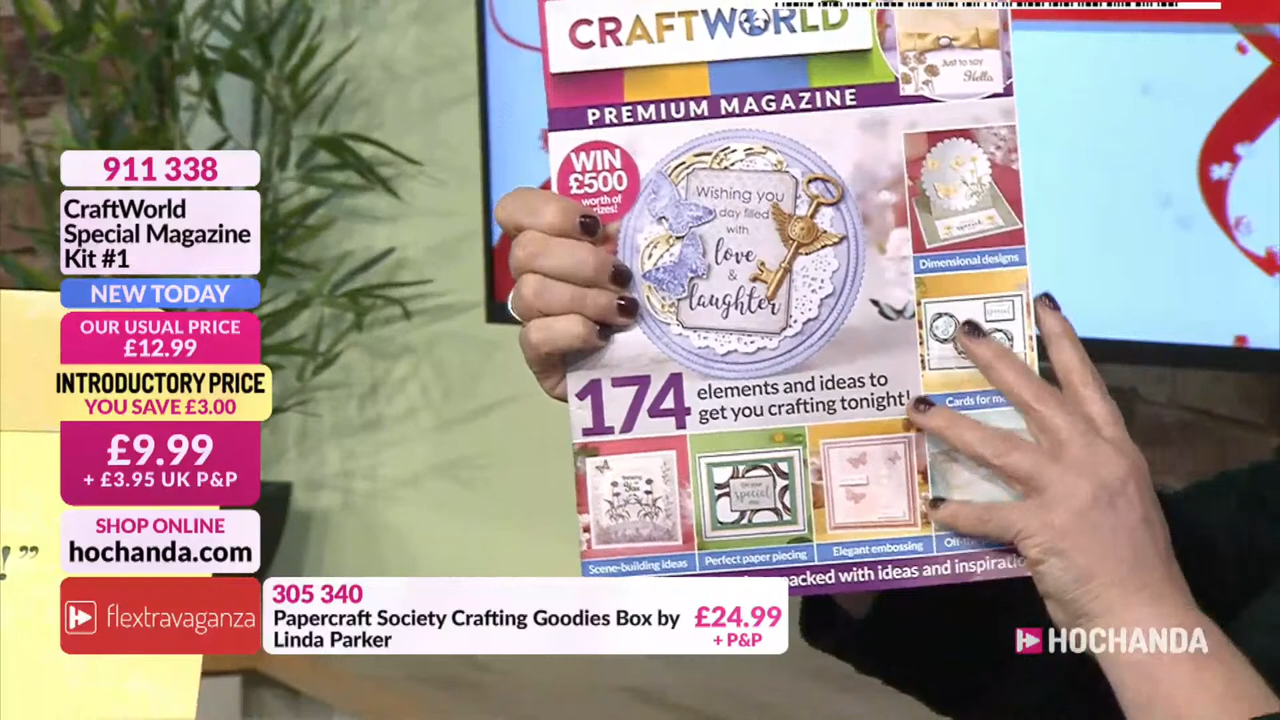 911 338
CraftWorld
Special Magazine
Kit #1
NEW TODAY
OUR USUAL PRICE
£12.99
INTRODUCTORY PRICE
YOU SAVE £3.00
£9.99
+ £3.95 UK P&P
SHOP ONLINE
hochanda.com
flextravaganza
305 340
Papercraft Society Crafting Goodies Box by
Linda Parker
£24.99
+ P&P
HOCHANDA
!”
CRAFTWORLD
PREMIUM MAGAZINE
Just to say
Hello
WIN
£500
worth of
Wishing you
day filled
with
love
&
laughter
Dimensional designs
special
Cards for
174 elements and ideas to
get you crafting tonight!
special
Scene-building ideas
Perfect paper piecing
Elegant embossing
packed with ideas and